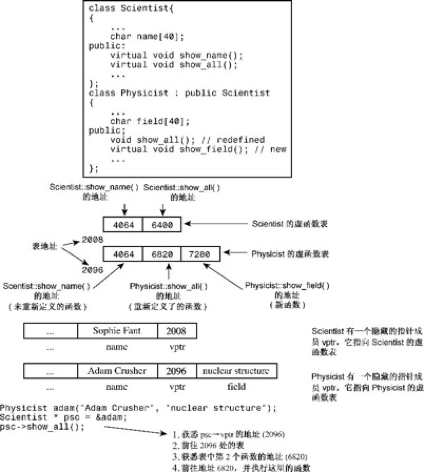 class Scientist{
{
...
char name[40];
public:
virtual void show_name();
virtual void show_all();
...
};
class Physicist : public Scientist
{
...
char field[40];
public:
void show_all(); // redefined
virtual void show_field(); // new
...
};
Scientist::show_name() Scientist::show_all()
的地址 的地址
4064 6400 Scientist 的虚函数表
2008
表地址
4064 6820 7280 Physicist 的虚函数表
2096
Scentist::show_name() Physicist::show_all() Physicist::show_field()
的地址 的地址 的地址
(未重新定义的函数) (重新定义了的函数) (新函数)
... Sophie Fant 2008
name vptr
Scientist 有一个隐藏的指针成
员 vptr,它指向 Scientist 的虚
函数表
... Adam Crusher 2096 nuclear structure
name vptr field
Physicist 有一个隐藏的指针成
员 vptr,它指向 Physicist 的虚
函数表
Physicist adam("Adam Crusher", "nuclear structure");
Scientist * psc = &adam;
psc->show_all();
1. 获悉 psc→vptr 的地址 (2096)
2. 前往 2096 处的表
3. 获悉表中第 2 个函数的地址 (6820)
4. 前往地址 6820,并执行这里的函数